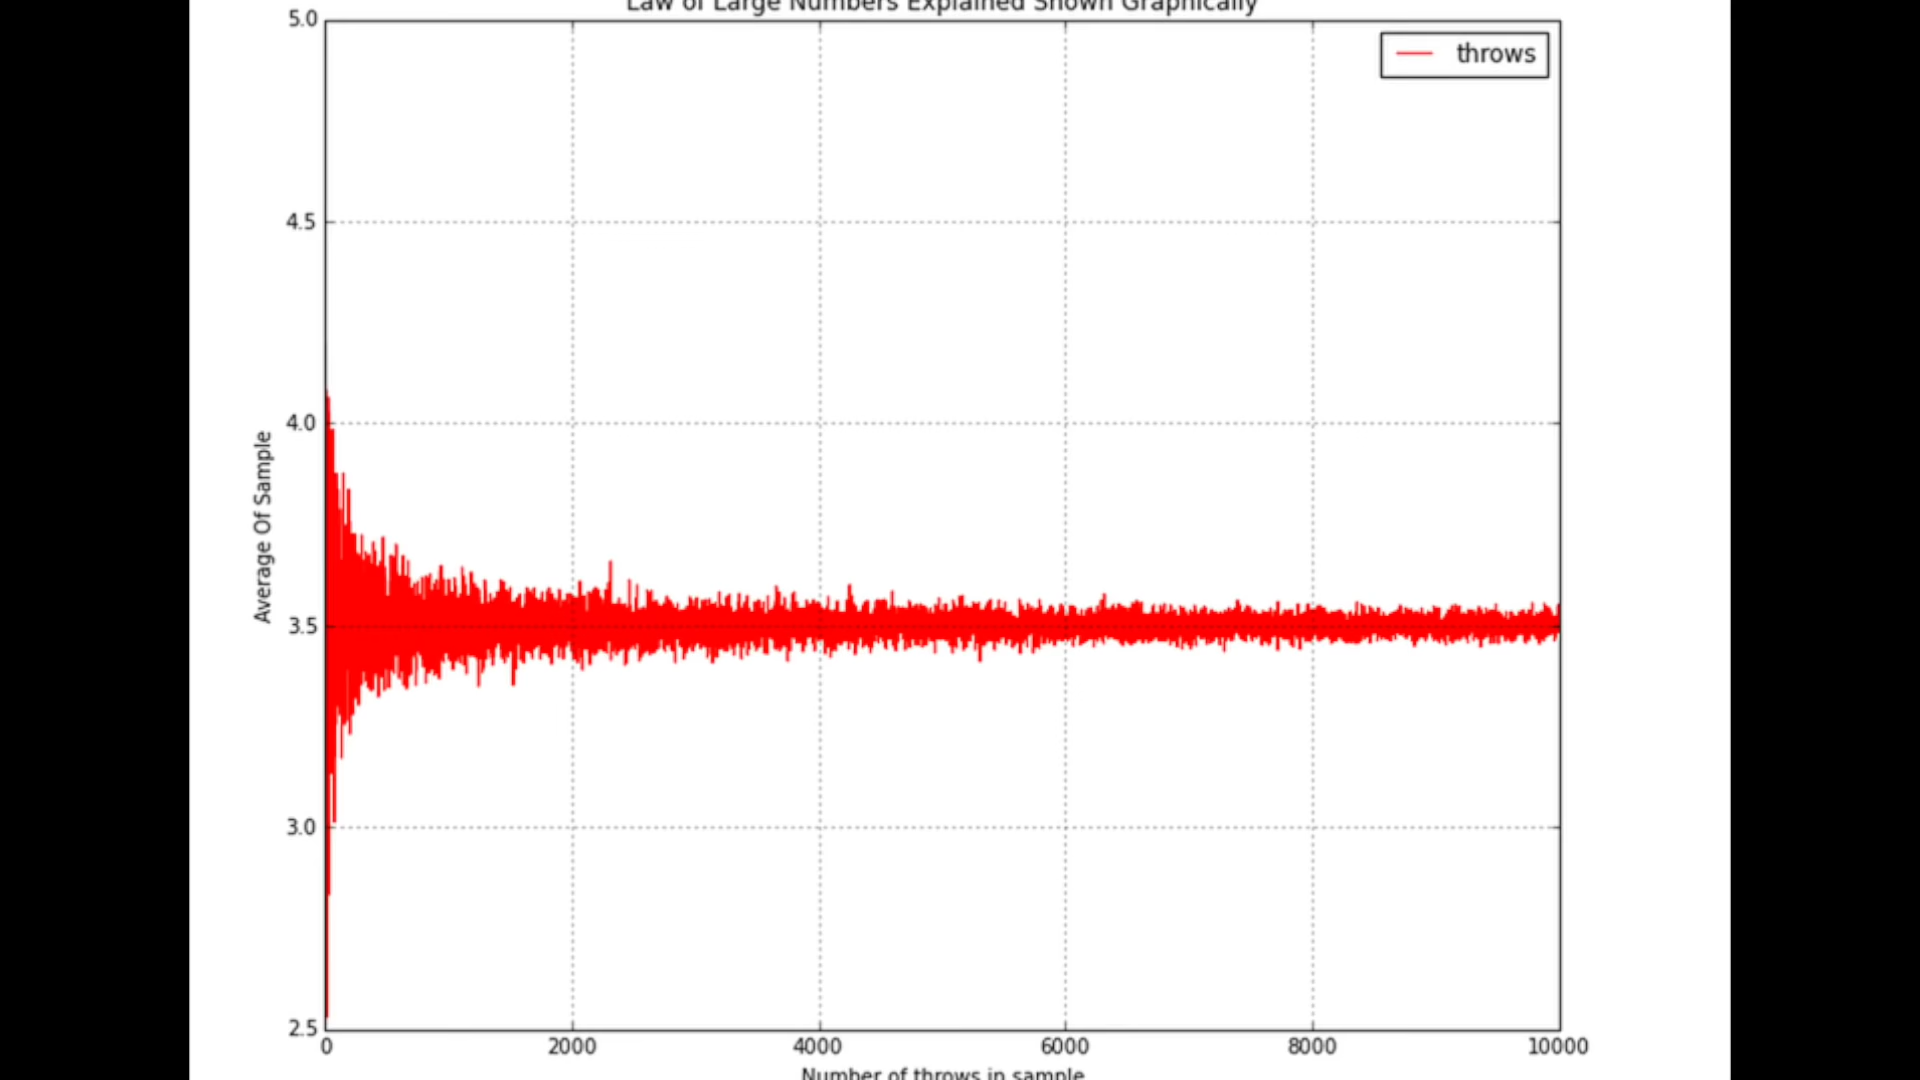 Law of Large Numbers Explained Shown Graphically
5.0
throws
4.5
4.0
Average Of Sample
3.5
3.0
2.5
0 2000 4000 6000 8000 10000
Number of throws in sample